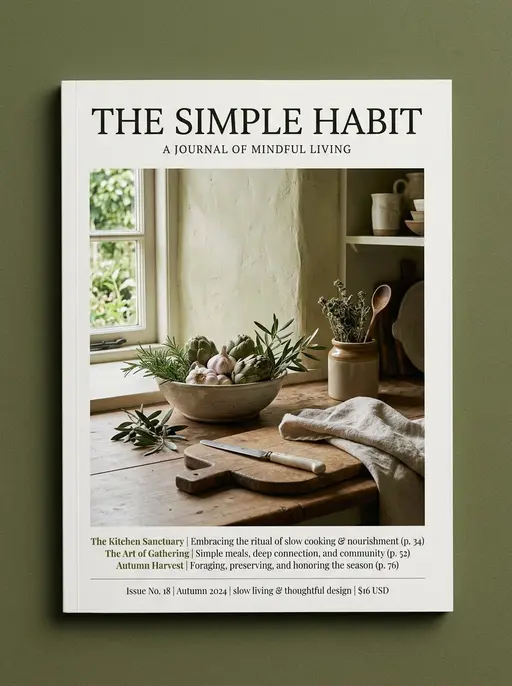 THE SIMPLE HABIT
A JOURNAL OF MINDFUL LIVING
The Kitchen Sanctuary | Embracing the ritual of slow cooking & nourishment (p. 34)
The Art of Gathering | Simple meals, deep connection, and community (p. 52)
Autumn Harvest | Foraging, preserving, and honoring the season (p. 76)
Issue No. 18 | Autumn 2024 | slow living & thoughtful design | $16 USD